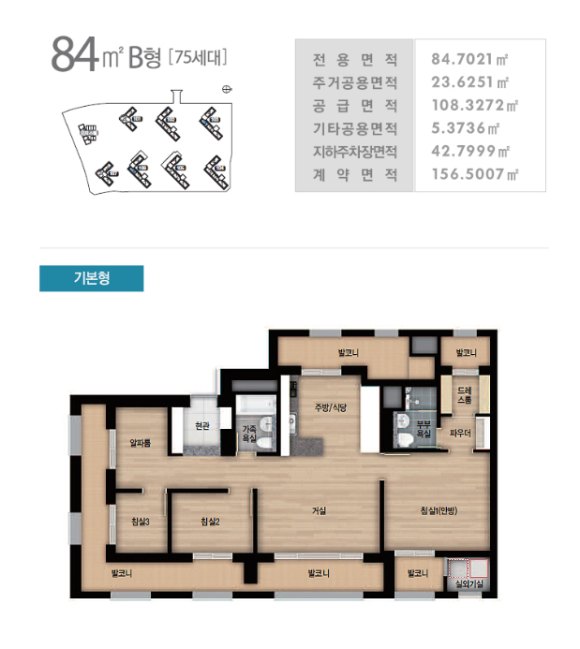 84㎡ B형 [75세대]
전용면적 84.7021㎡
주거공용면적 23.6251㎡
공급면적 108.3272㎡
기타공용면적 5.3736㎡
지하주차장면적 42.7999㎡
계약면적 156.5007㎡
기본형
발코니
발코니
드레스룸
주방/식당
현관
가족욕실
부부욕실
파우더
알파룸
침실3
침실2
거실
침실1(안방)
발코니
발코니
발코니
실외기실